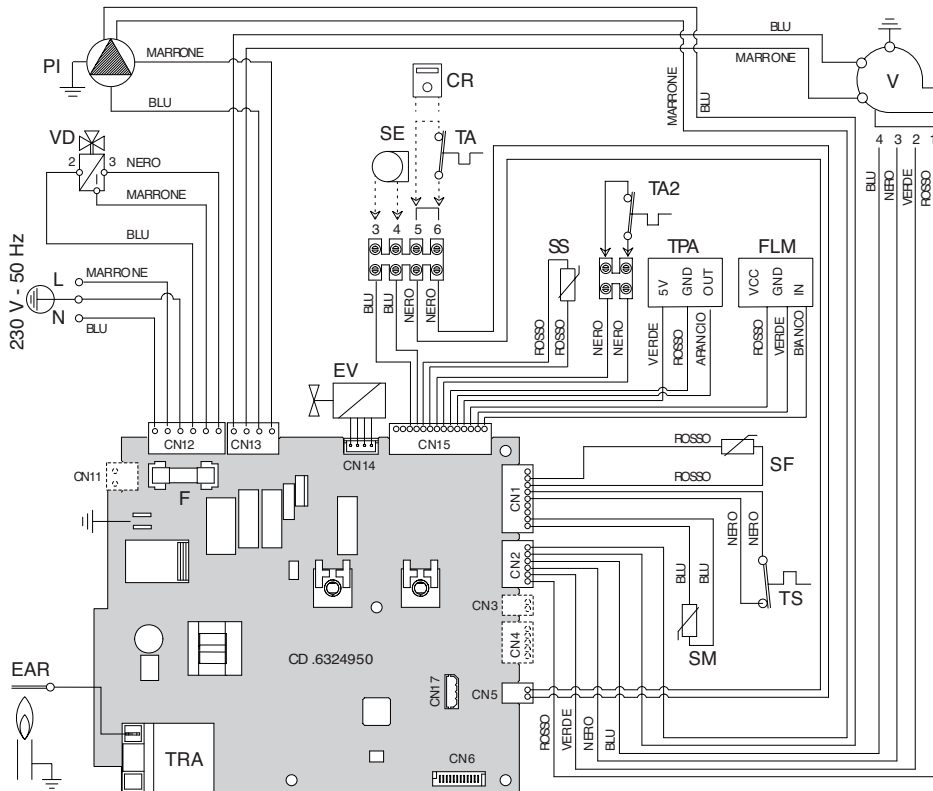 BLU
MARRONE
PI
MARRONE
BLU
CR
SE
TA
MARRONE
BLU
V
4 3 2 1
VD
2 3 NERO
MARRONE
BLU
3 4 5 6
TA2
SS
TPA
FLM
5V
GND
OUT
VCC
GND
IN
BLU
NERO
VERDE
ROSSO
230 V - 50 Hz
L MARRONE
N BLU
BLU
BLU
NERO
NERO
ROSSO
ROSSO
NERO
NERO
VERDE
ROSSO
ARANCIO
ROSSO
VERDE
BIANCO
EV
CN12
CN13
CN14
CN15
CN11
F
ROSSO
SF
ROSSO
CN1
NERO
NERO
CN2
BLU
BLU
TS
CN3
SM
CN4
CD .6324950
EAR
CN17
CN5
ROSSO
VERDE
NERO
BLU
TRA
CN6